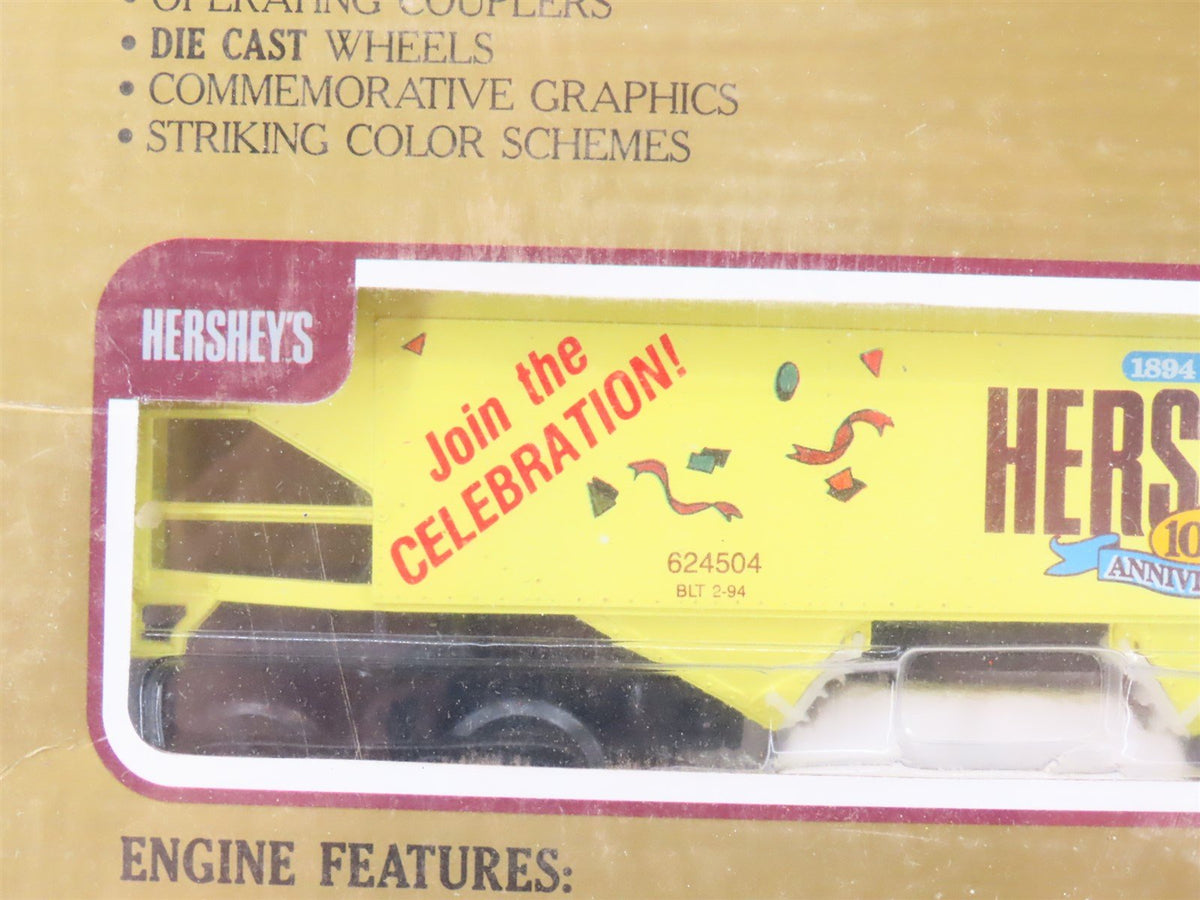 • OPERATING COUPLERS
• DIE CAST WHEELS
• COMMEMORATIVE GRAPHICS
• STRIKING COLOR SCHEMES
HERSHEY'S
Join the
CELEBRATION!
1894
HERS
10
ANNIV
624504
BLT 2-94
ENGINE FEATURES: